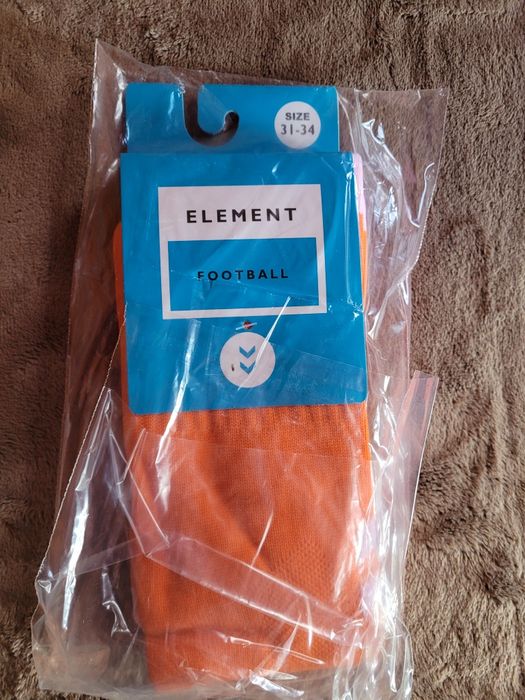 SIZE
31-34
ELEMENT
FOOTBALL